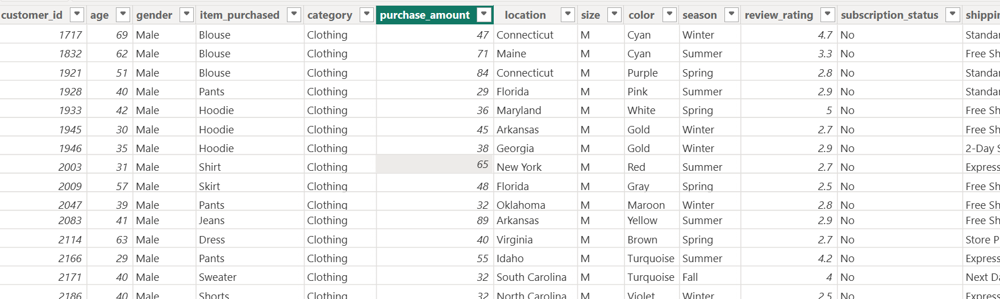 customer_id age gender item_purchased category purchase_amount location size color season review_rating subscription_status shippin
1717 69 Male Blouse Clothing 47 Connecticut M Cyan Winter 4.7 No Standar
1832 62 Male Blouse Clothing 71 Maine M Cyan Summer 3.3 No Free Sh
1921 51 Male Blouse Clothing 84 Connecticut M Purple Spring 2.8 No Standar
1928 40 Male Pants Clothing 29 Florida M Pink Summer 2.9 No Standar
1933 42 Male Hoodie Clothing 36 Maryland M White Spring 5 No Free Sh
1945 30 Male Hoodie Clothing 45 Arkansas M Gold Winter 2.7 No Free Sh
1946 35 Male Hoodie Clothing 38 Georgia M Gold Winter 2.9 No 2-Day S
2003 31 Male Shirt Clothing 65 New York M Red Summer 2.7 No Express
2009 57 Male Skirt Clothing 48 Florida M Gray Spring 2.5 No Free Sh
2047 39 Male Pants Clothing 32 Oklahoma M Maroon Winter 2.8 No Free Sh
2083 41 Male Jeans Clothing 89 Arkansas M Yellow Summer 2.9 No Free Sh
2114 63 Male Dress Clothing 40 Virginia M Brown Spring 2.7 No Store P
2166 29 Male Pants Clothing 55 Idaho M Turquoise Summer 4.2 No Express
2171 40 Male Sweater Clothing 32 South Carolina M Turquoise Fall 4 No Next Da
2186 40 Male Shorts Clothing 32 North Carolina M Violet Winter 2.5 No Express